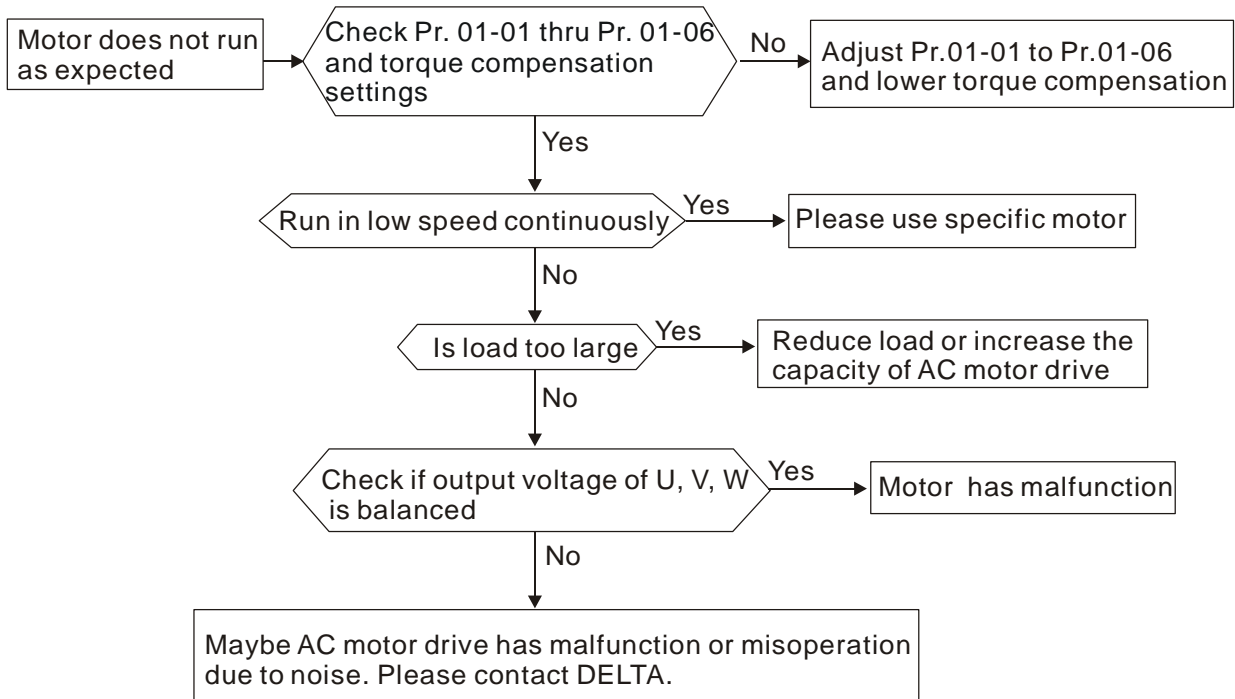 Motor does not run
as expected
Check Pr. 01-01 thru Pr. 01-06
and torque compensation
settings
No
Adjust Pr.01-01 to Pr.01-06
and lower torque compensation
Yes
Run in low speed continuously
Yes
Please use specific motor
No
Is load too large
Yes
Reduce load or increase the
capacity of AC motor drive
No
Check if output voltage of U, V, W
is balanced
Yes
Motor has malfunction
No
Maybe AC motor drive has malfunction or misoperation
due to noise. Please contact DELTA.